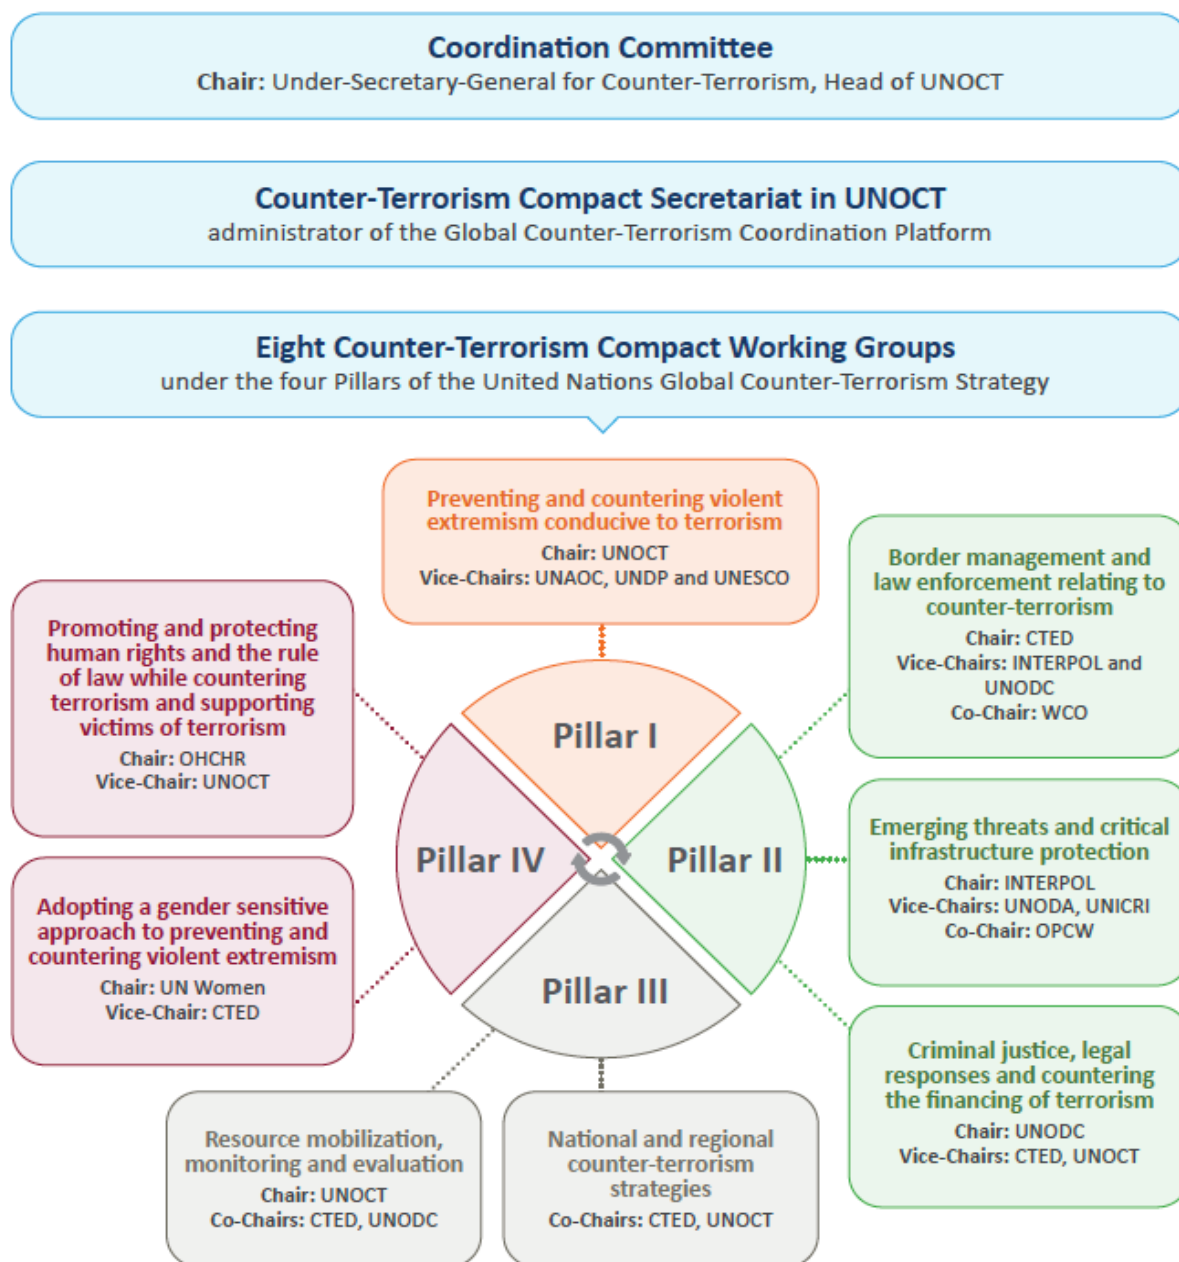 Coordination Committee
Chair: Under-Secretary-General for Counter-Terrorism, Head of UNOCT
Counter-Terrorism Compact Secretariat in UNOCT
administrator of the Global Counter-Terrorism Coordination Platform
Eight Counter-Terrorism Compact Working Groups
under the four Pillars of the United Nations Global Counter-Terrorism Strategy
Preventing and countering violent
extremism conducive to terrorism
Chair: UNOCT
Vice-Chairs: UNAOC, UNDP and UNESCO
Border management and
law enforcement relating to
counter-terrorism
Chair: CTED
Vice-Chairs: INTERPOL and
UNODC
Co-Chair: WCO
Promoting and protecting
human rights and the rule
of law while countering
terrorism and supporting
victims of terrorism
Chair: OHCHR
Vice-Chair: UNOCT
Pillar I
Pillar IV
Pillar II
Pillar III
Emerging threats and critical
infrastructure protection
Chair: INTERPOL
Vice-Chairs: UNODA, UNICRI
Co-Chair: OPCW
Adopting a gender sensitive
approach to preventing and
countering violent extremism
Chair: UN Women
Vice-Chair: CTED
Criminal justice, legal
responses and countering
the financing of terrorism
Chair: UNODC
Vice-Chairs: CTED, UNOCT
Resource mobilization,
monitoring and evaluation
Chair: UNOCT
Co-Chairs: CTED, UNODC
National and regional
counter-terrorism
strategies
Co-Chairs: CTED, UNOCT